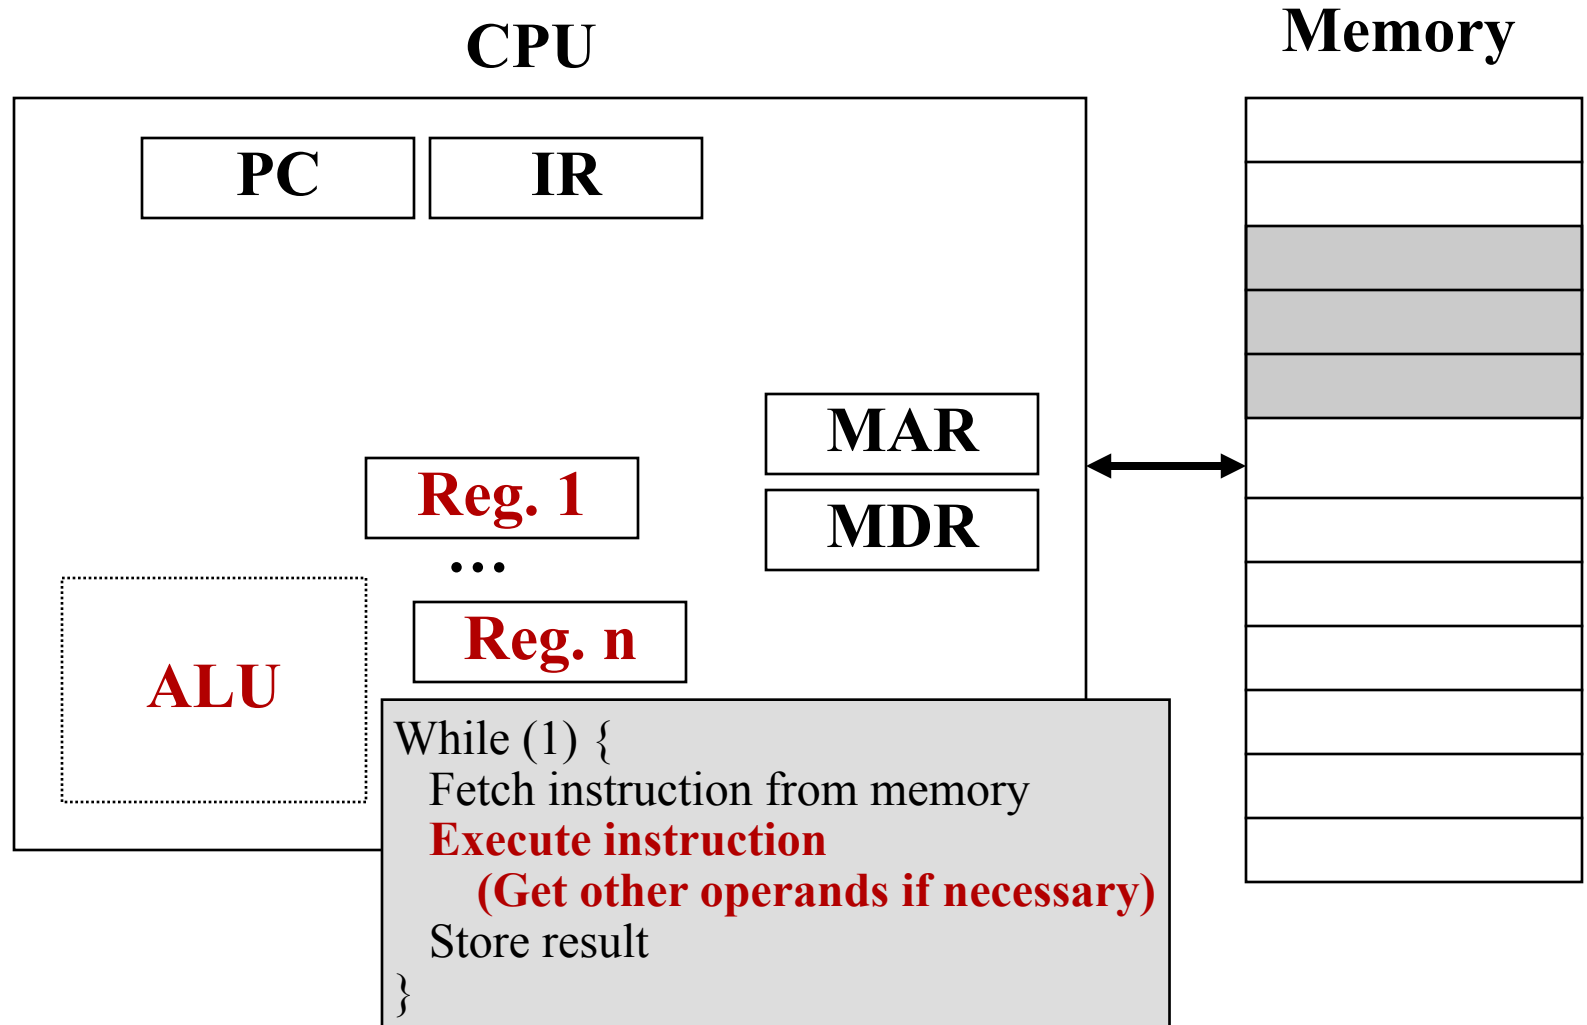 CPU
Memory
PC
IR
MAR
Reg. 1
MDR
...
Reg. n
ALU
While (1) {
Fetch instruction from memory
Execute instruction
(Get other operands if necessary)
Store result
}